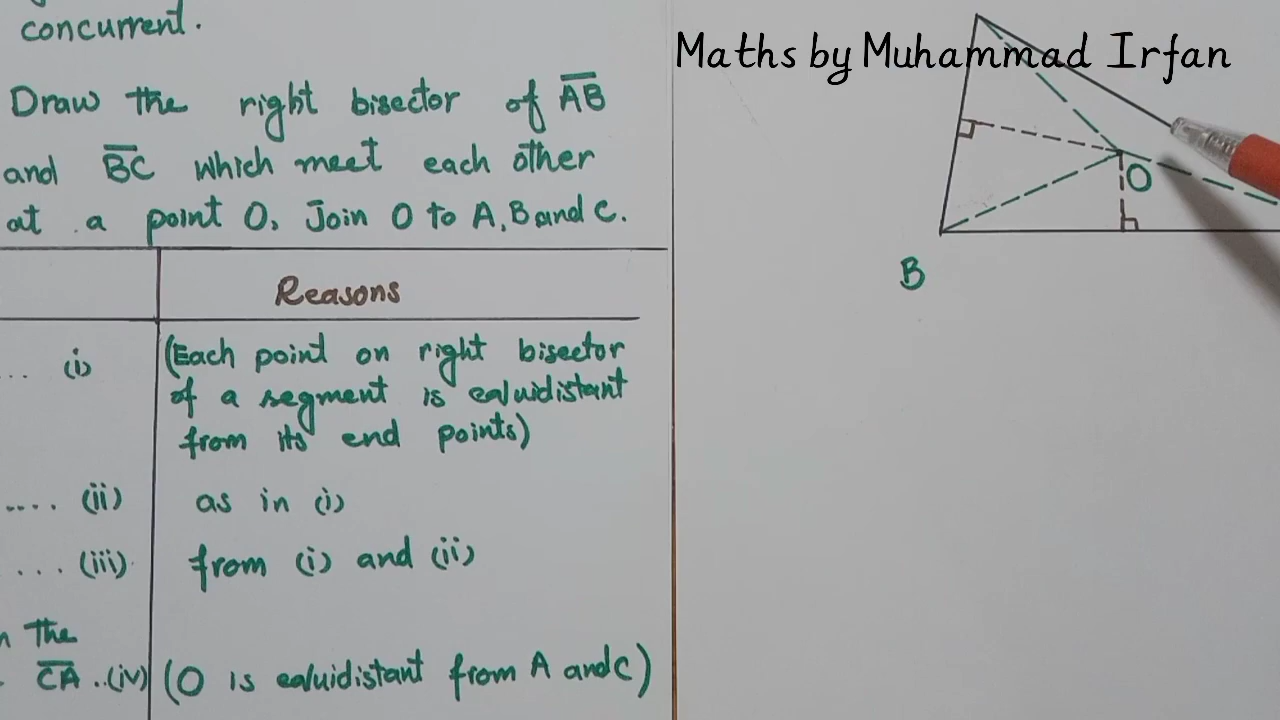 concurrent.
Maths by Muhammad Irfan
Draw the right bisector of AB
and BC which meet each other
at a point O, Join O to A, B and C.
Reasons
... (i) (Each point on right bisector
of a segment is equidistant
from its end points)
.... (ii) as in (i)
... (iii) from (i) and (ii)
the
CA ..(iv) (O is equidistant from A and C)
O
B